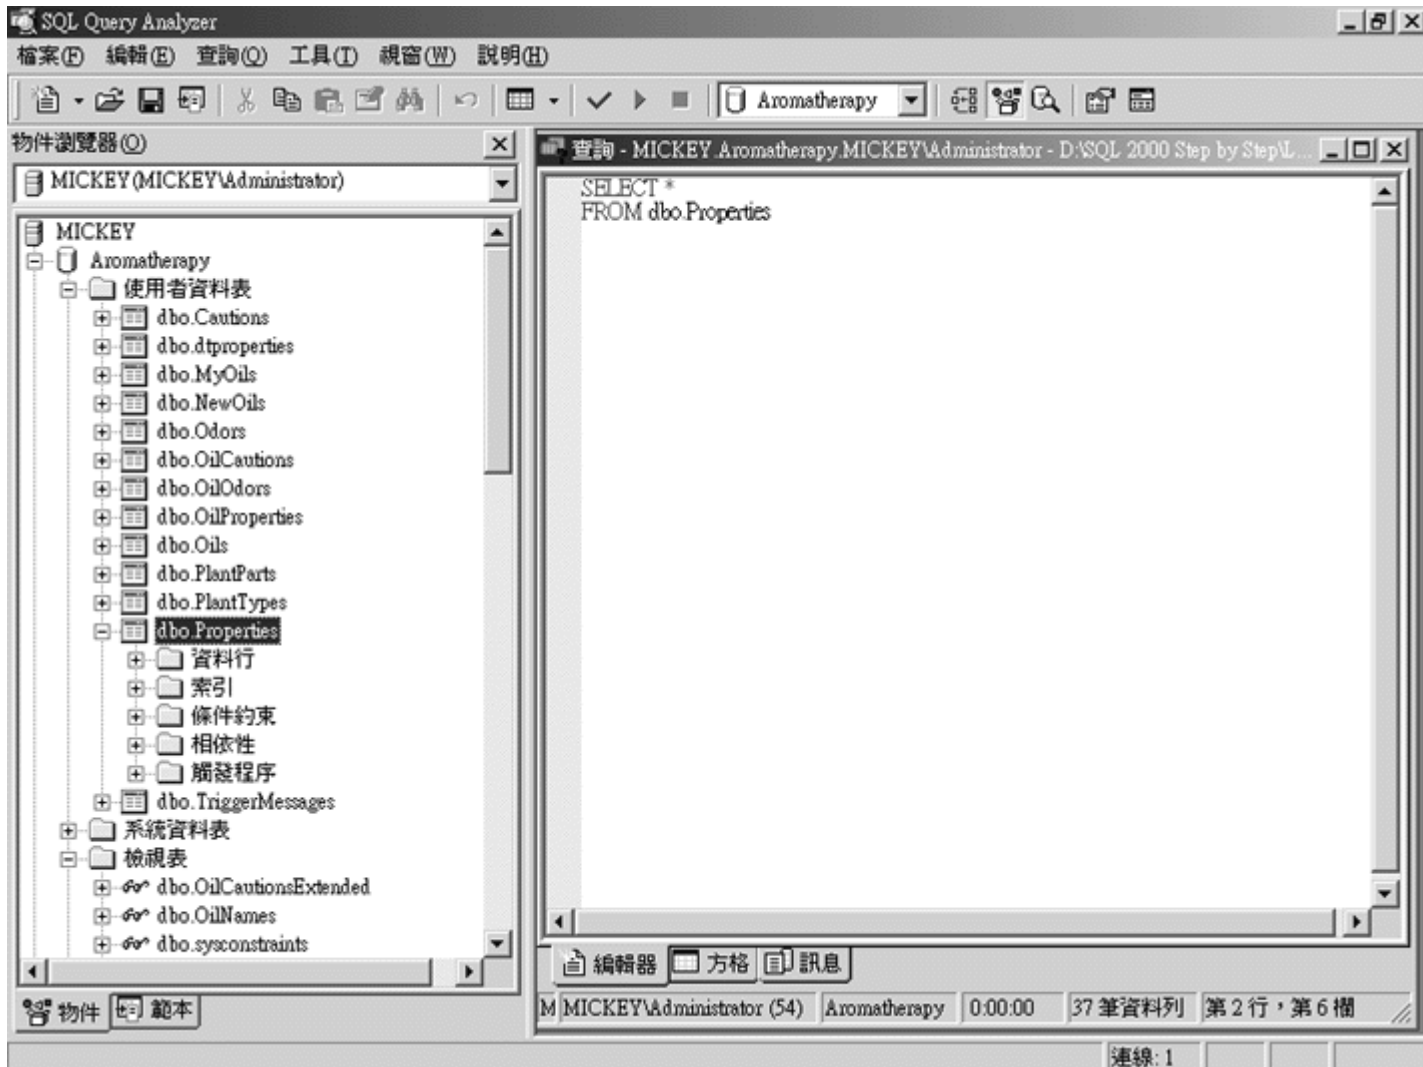 SQL Query Analyzer
檔案(F) 編輯(E) 查詢(Q) 工具(T) 視窗(W) 說明(H)
Aromatherapy
物件瀏覽器(O)
MICKEY(MICKEY\Administrator)
MICKEY
Aromatherapy
使用者資料表
dbo.Cautions
dbo.dtproperties
dbo.MyOils
dbo.NewOils
dbo.Odors
dbo.OilCautions
dbo.OilOdors
dbo.OilProperties
dbo.Oils
dbo.PlantParts
dbo.PlantTypes
dbo.Properties
資料行
索引
條件約束
相依性
觸發程序
dbo.TriggerMessages
系統資料表
檢視表
dbo.OilCautionsExtended
dbo.OilNames
dbo.sysconstraints
物件 範本
查詢 - MICKEY.Aromatherapy.MICKEY\Administrator - D:\SQL 2000 Step by Step\L...
SELECT *
FROM dbo.Properties
編輯器 方格 訊息
M MICKEY\Administrator (54) Aromatherapy 0:00:00 37 筆資料列 第 2 行，第 6 欄
連線: 1